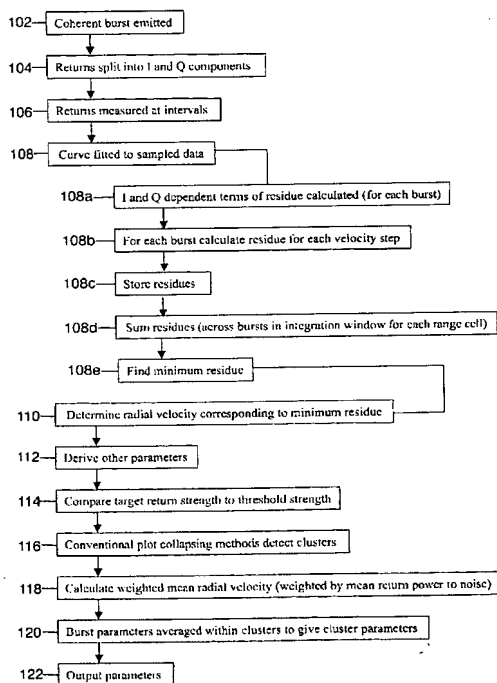 102 Coherent burst emitted
104 Returns split into I and Q components
106 Returns measured at intervals
108 Curve fitted to sampled data
108a I and Q dependent terms of residue calculated (for each burst)
108b For each burst calculate residue for each velocity step
108c Store residues
108d Sum residues (across bursts in integration window for each range cell)
108e Find minimum residue
110 Determine radial velocity corresponding to minimum residue
112 Derive other parameters
114 Compare target return strength to threshold strength
116 Conventional plot collapsing methods detect clusters
118 Calculate weighted mean radial velocity (weighted by mean return power to noise)
120 Burst parameters averaged within clusters to give cluster parameters
122 Output parameters